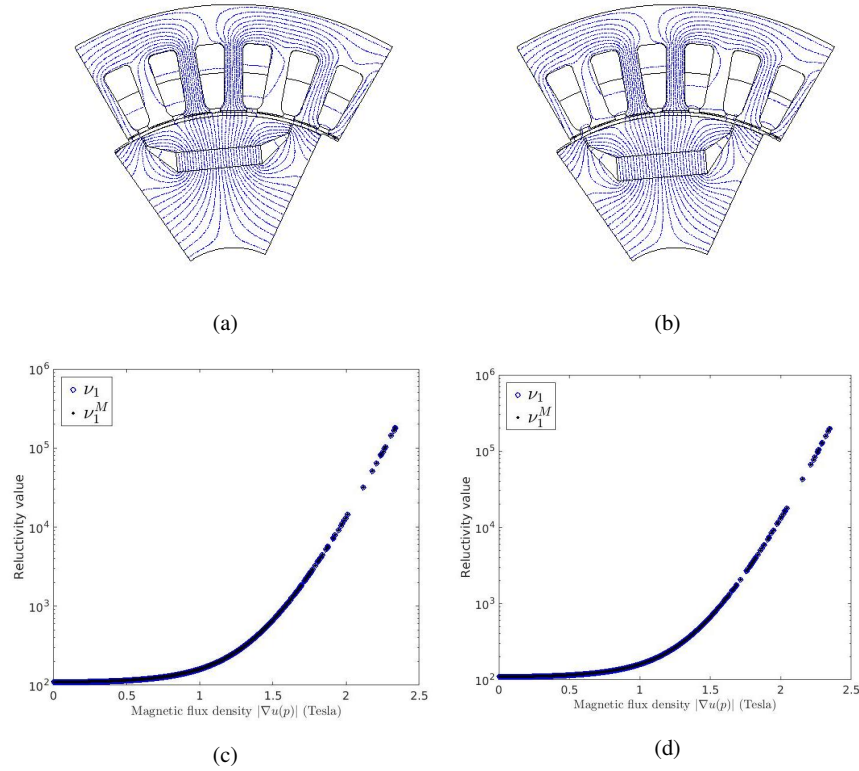 (a)
(b)
10^6
10^5
10^4
10^3
10^2
Reluctivity value
ν_1
ν_1^M
0 0.5 1 1.5 2 2.5
Magnetic flux density |∇u(p)| (Tesla)
(c)
10^6
10^5
10^4
10^3
10^2
Reluctivity value
ν_1
ν_1^M
0 0.5 1 1.5 2 2.5
Magnetic flux density |∇u(p)| (Tesla)
(d)